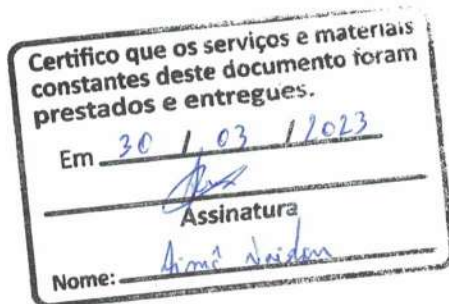 Certifico que os serviços e materiais
constantes deste documento foram
prestados e entregues.
Em 30 / 03 / 2023
Assinatura
Nome: